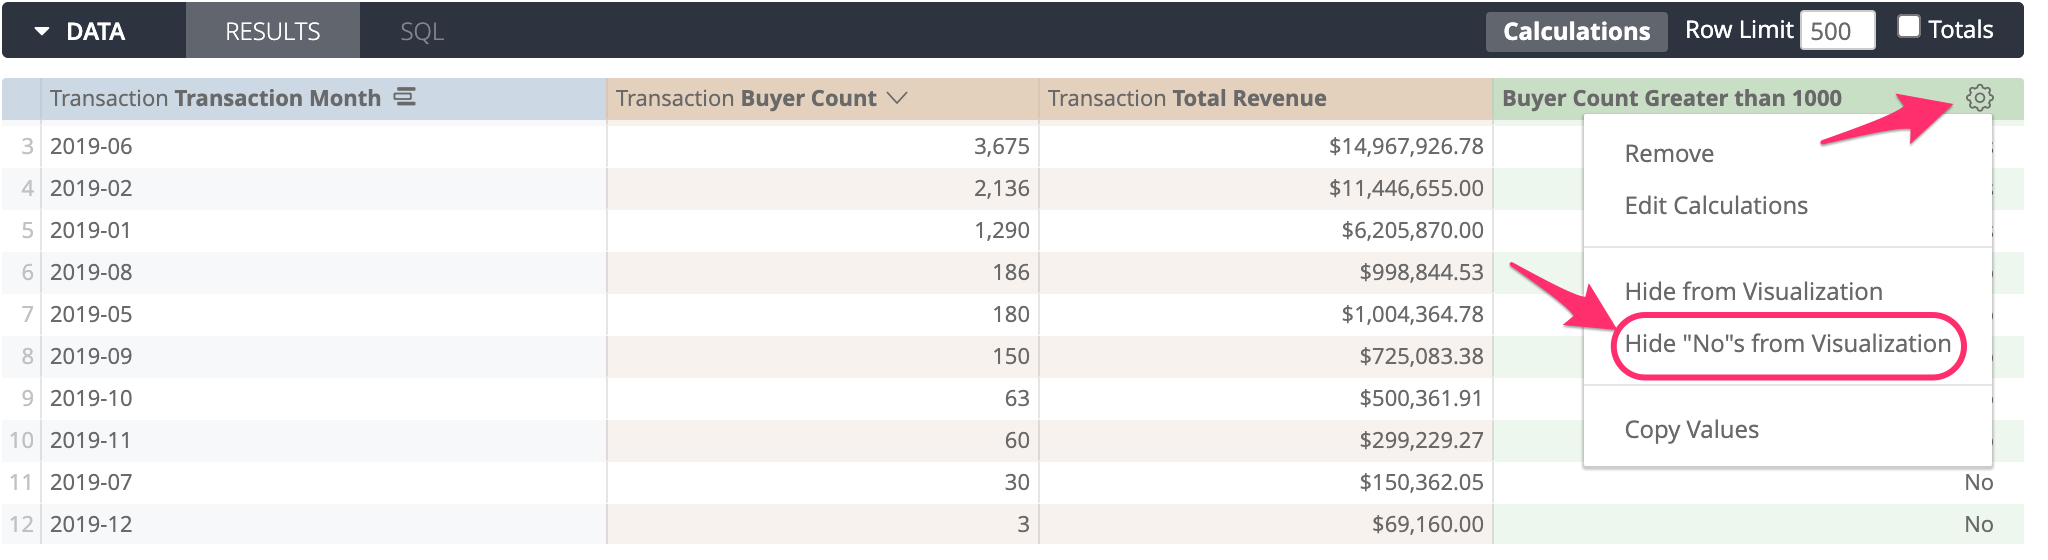 DATA RESULTS SQL Calculations Row Limit 500 Totals
Transaction Transaction Month Transaction Buyer Count Transaction Total Revenue Buyer Count Greater than 1000
3 2019-06 3,675 $14,967,926.78
Remove
4 2019-02 2,136 $11,446,655.00
Edit Calculations
5 2019-01 1,290 $6,205,870.00
6 2019-08 186 $998,844.53
Hide from Visualization
7 2019-05 180 $1,004,364.78
Hide "No"s from Visualization
8 2019-09 150 $725,083.38
9 2019-10 63 $500,361.91
10 2019-11 60 $299,229.27
Copy Values
11 2019-07 30 $150,362.05 No
12 2019-12 3 $69,160.00 No